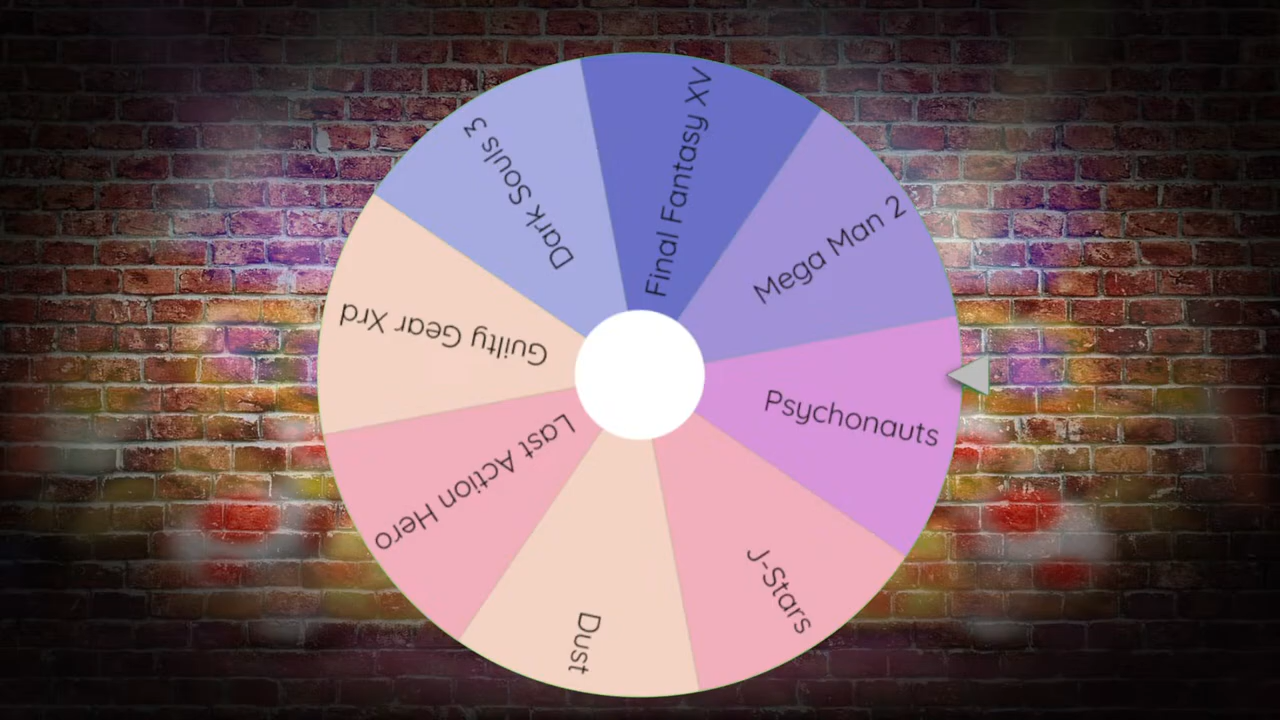 Final Fantasy XV
Mega Man 2
Psychonauts
J-Stars
Dust
Last Action Hero
Guilty Gear Xrd
Dark Souls 3